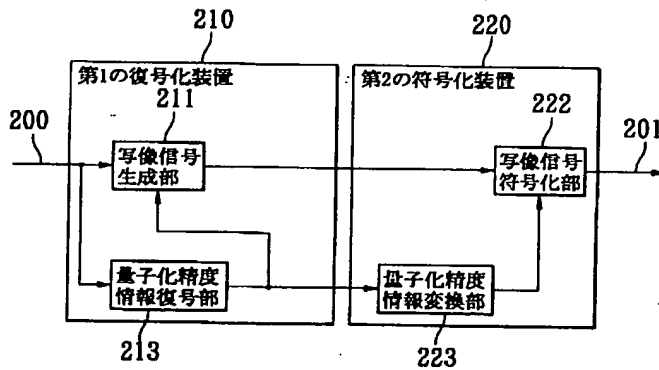 210
220
第1の復号化装置
第2の符号化装置
211
222
200
201
写像信号
生成部
写像信号
符号化部
量子化精度
情報復号部
量子化精度
情報変換部
213
223